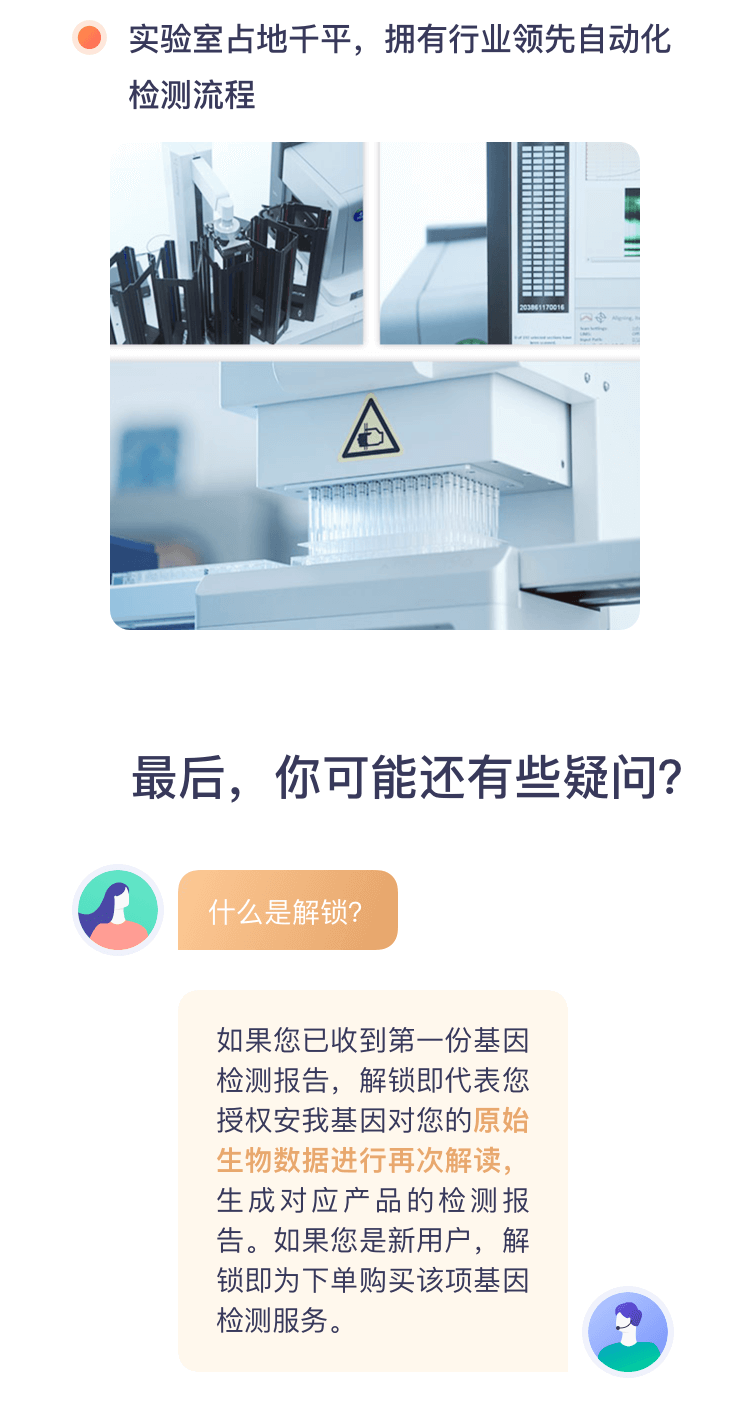 实验室占地千平，拥有行业领先自动化
检测流程
203861170016
最后，你可能还有些疑问？
什么是解锁？
如果您已收到第一份基因
检测报告，解锁即代表您
授权安我基因对您的原始
生物数据进行再次解读，
生成对应产品的检测报
告。如果您是新用户，解
锁即为下单购买该项基因
检测服务。